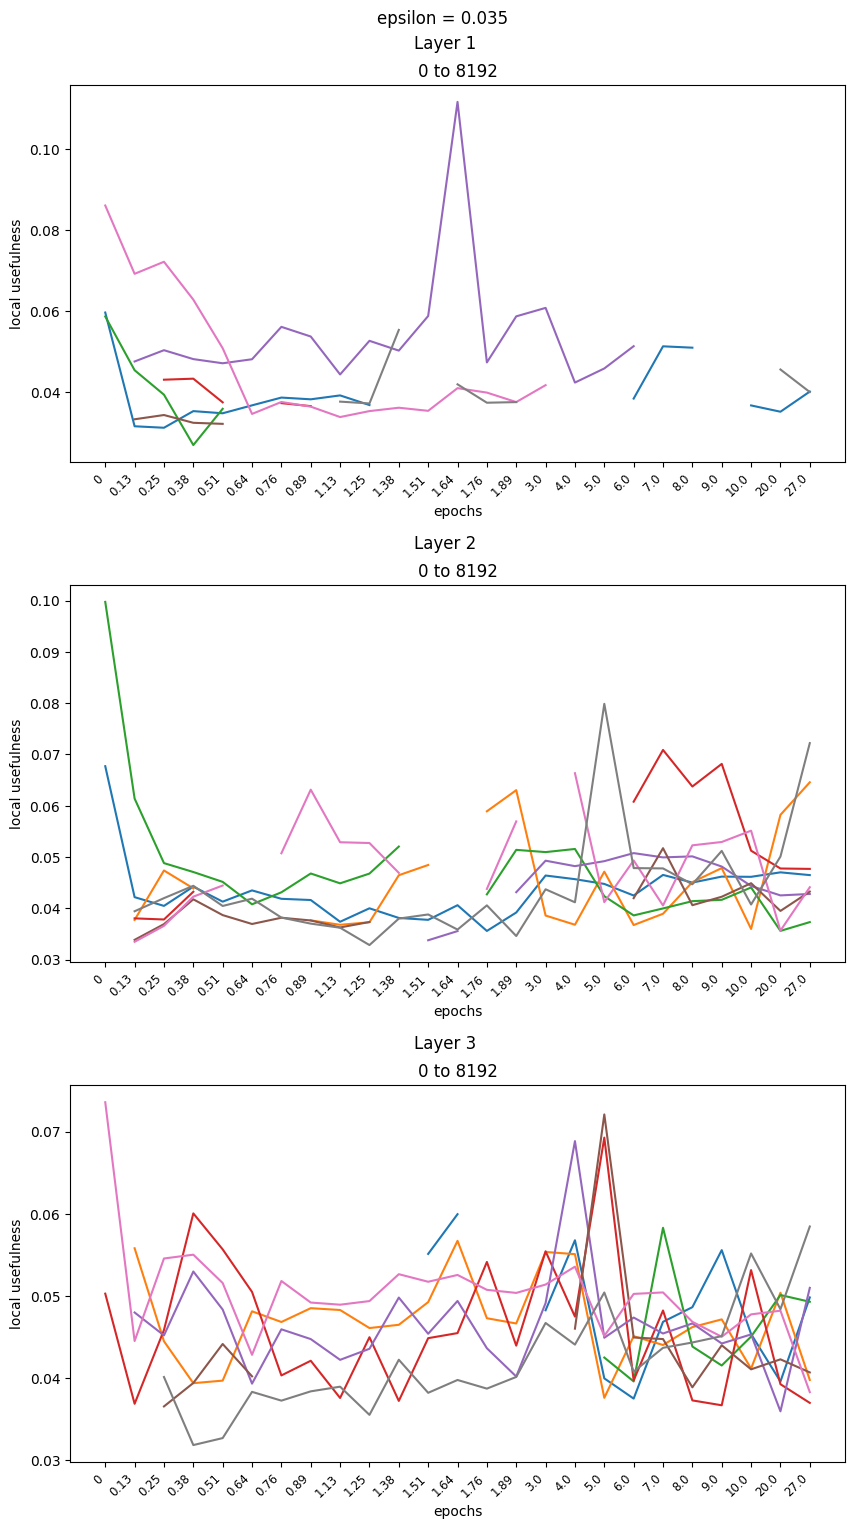 epsilon = 0.035
Layer 1
0 to 8192
local usefulness
0.10
0.08
0.06
0.04
0 0.13 0.25 0.38 0.51 0.64 0.76 0.89 1.13 1.25 1.38 1.51 1.64 1.76 1.89 3.0 4.0 5.0 6.0 7.0 8.0 9.0 10.0 20.0 27.0
epochs
Layer 2
0 to 8192
local usefulness
0.10
0.09
0.08
0.07
0.06
0.05
0.04
0.03
0 0.13 0.25 0.38 0.51 0.64 0.76 0.89 1.13 1.25 1.38 1.51 1.64 1.76 1.89 3.0 4.0 5.0 6.0 7.0 8.0 9.0 10.0 20.0 27.0
epochs
Layer 3
0 to 8192
local usefulness
0.07
0.06
0.05
0.04
0.03
0 0.13 0.25 0.38 0.51 0.64 0.76 0.89 1.13 1.25 1.38 1.51 1.64 1.76 1.89 3.0 4.0 5.0 6.0 7.0 8.0 9.0 10.0 20.0 27.0
epochs